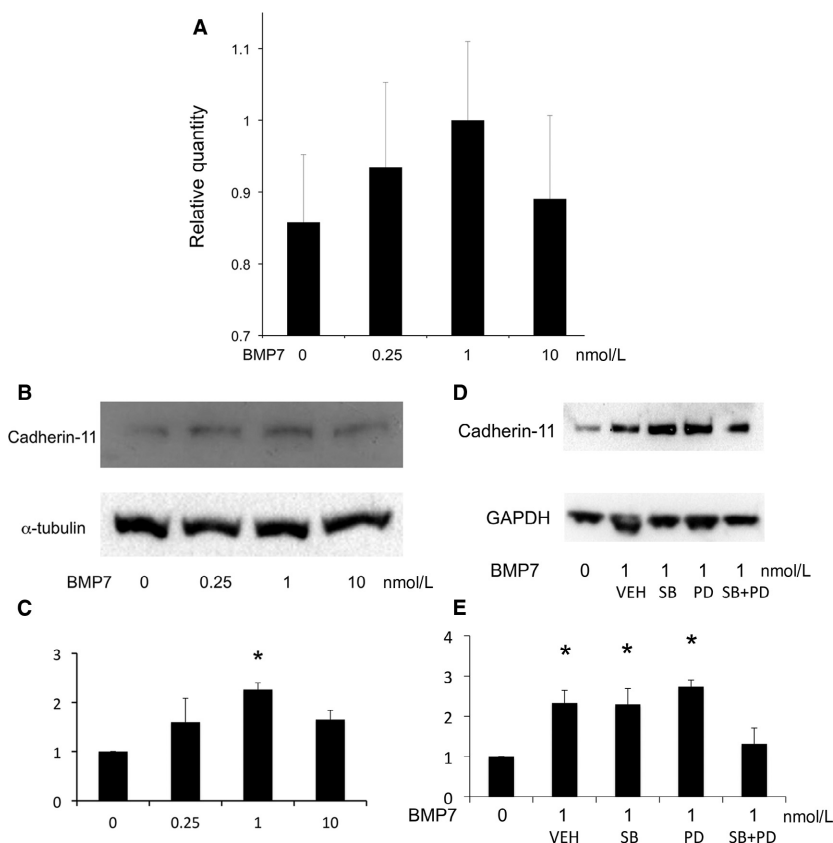 A
Relative quantity
1.1
1
0.9
0.8
0.7
BMP7 0 0.25 1 10 nmol/L
B
Cadherin-11
α-tubulin
BMP7 0 0.25 1 10 nmol/L
C
*
3
2
1
0
0 0.25 1 10
D
Cadherin-11
GAPDH
BMP7 0 1 1 1 1 nmol/L
VEH SB PD SB+PD
E
* * *
4
3
2
1
0
BMP7 0 1 1 1 1 nmol/L
VEH SB PD SB+PD